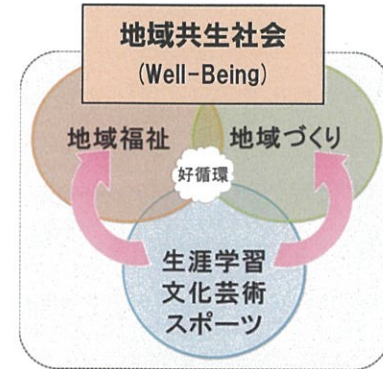 地域共生社会
(Well-Being)
地域福祉
地域づくり
好循環
生涯学習
文化芸術
スポーツ